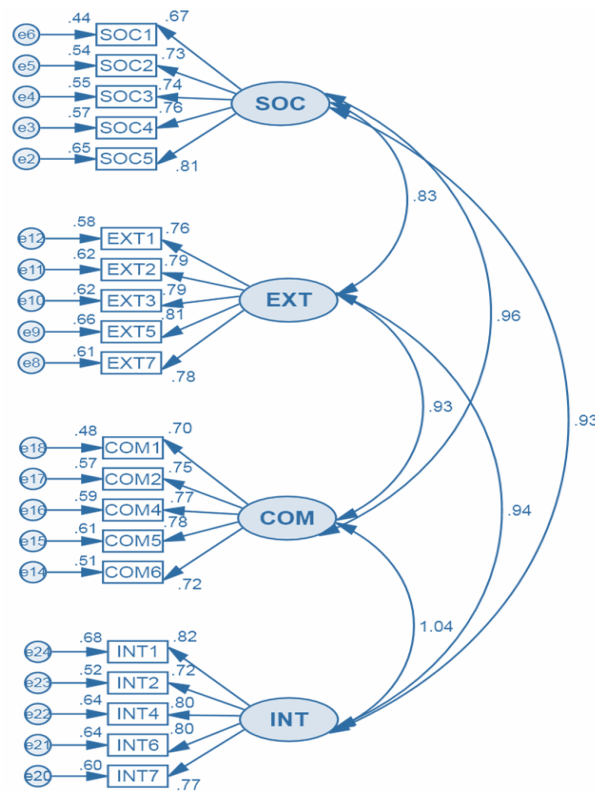 .44 .67
e6 SOC1
.54 .73
e5 SOC2
.55 .74
e4 SOC3 SOC
.57 .76
e3 SOC4
.65
e2 SOC5 .81
.83
.58 .76
e12 EXT1
.62 .79
e11 EXT2
.62 .79
e10 EXT3 EXT
.66 .81
e9 EXT5
.61
e8 EXT7 .78
.96
.93
.93
.48 .70
e18 COM1
.57 .75
e17 COM2
.59 .77
e16 COM4 COM
.61 .78
e15 COM5
.51
e14 COM6 .72
.94
1.04
.68 .82
e24 INT1
.52 .72
e23 INT2
.64 .80
e22 INT4 INT
.64 .80
e21 INT6
.60
e20 INT7 .77